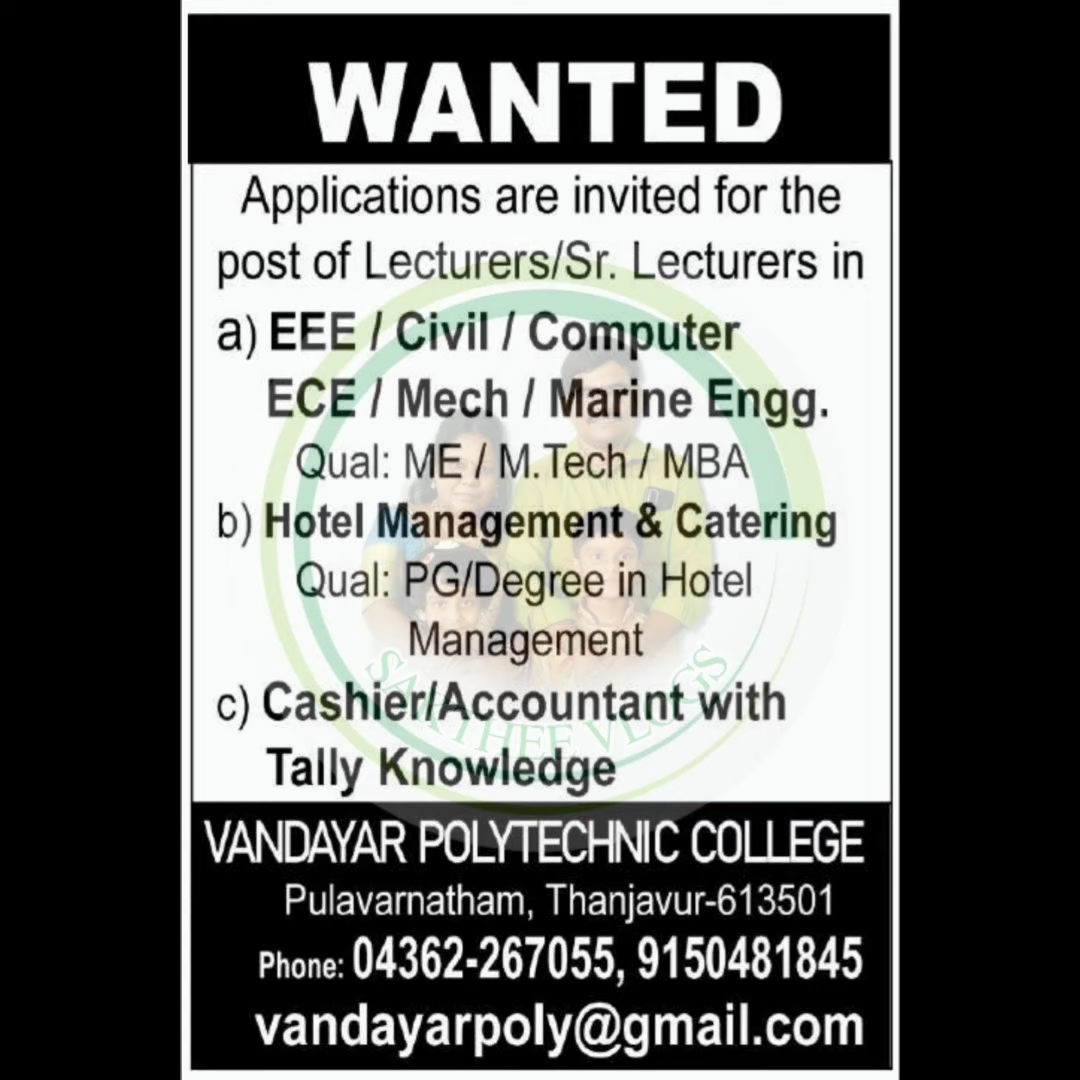 WANTED
Applications are invited for the
post of Lecturers/Sr. Lecturers in
a) EEE / Civil / Computer
ECE / Mech / Marine Engg.
Qual: ME / M.Tech / MBA
b) Hotel Management & Catering
Qual: PG/Degree in Hotel
Management
c) Cashier/Accountant with
Tally Knowledge
SAKTHEE VLOGS
VANDAYAR POLYTECHNIC COLLEGE
Pulavarnatham, Thanjavur-613501
Phone: 04362-267055, 9150481845
vandayarpoly@gmail.com